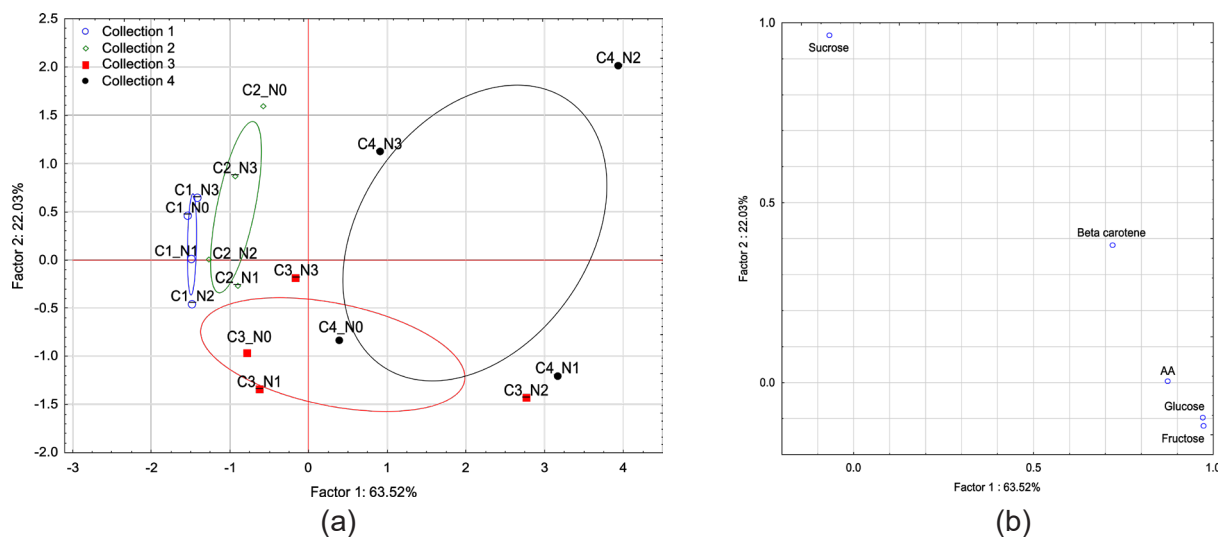 2.5
2.0
1.5
1.0
0.5
0.0
-0.5
-1.0
-1.5
-2.0
Factor 2: 22.03%
Collection 1
Collection 2
Collection 3
Collection 4
C4_N2
C2_N0
C4_N3
C2_N3
C1_N3
C1_N0
C1_N1
C2_N2
C3_N3
C2_N1
C1_N2
C3_N0
C4_N0
C3_N1
C4_N1
C3_N2
-3
-2
-1
0
1
2
3
4
Factor 1: 63.52%
(a)
1.0
0.5
0.0
Factor 2 : 22.03%
Sucrose
Beta carotene
AA
Glucose
Fructose
0.0
0.5
1.0
Factor 1 : 63.52%
(b)